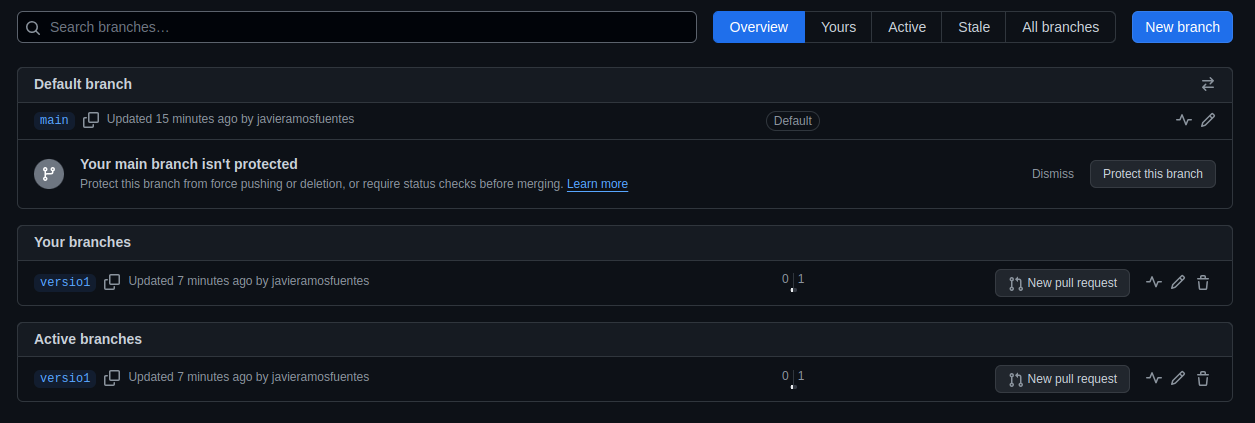 Search branches… Overview Yours Active Stale All branches New branch
Default branch
main Updated 15 minutes ago by javieramosfuentes Default
Your main branch isn't protected
Protect this branch from force pushing or deletion, or require status checks before merging. Learn more Dismiss Protect this branch
Your branches
versio1 Updated 7 minutes ago by javieramosfuentes 0 1 New pull request
Active branches
versio1 Updated 7 minutes ago by javieramosfuentes 0 1 New pull request